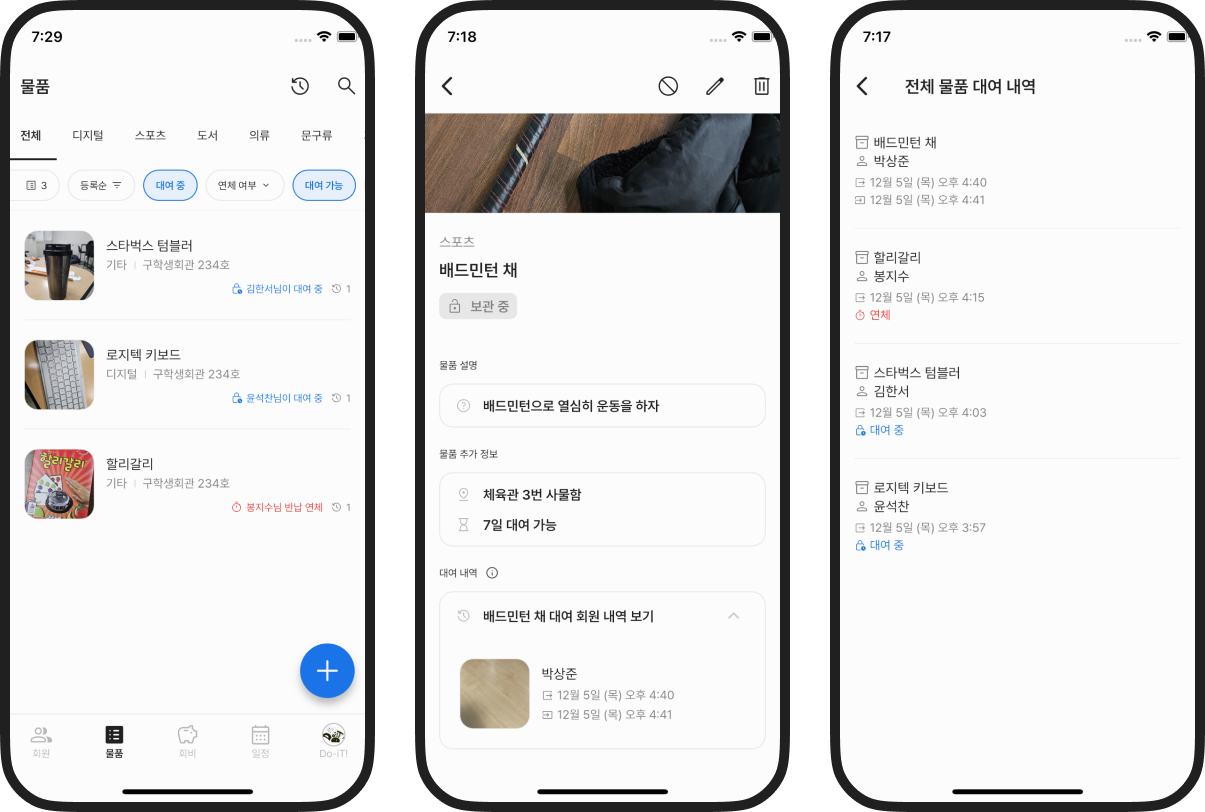 7:29
물품
전체 디지털 스포츠 도서 의류 문구류
3 등록순 대여 중 연체 여부 대여 가능
스타벅스 텀블러
기타 구학생회관 234호
김한서님이 대여 중 1
로지텍 키보드
디지털 구학생회관 234호
윤석찬님이 대여 중 1
할리갈리
할리갈리
기타 구학생회관 234호
봉지수님 반납 연체 1
회원 물품 회비 일정 Do-iT!
7:18
스포츠
배드민턴 채
보관 중
물품 설명
배드민턴으로 열심히 운동을 하자
물품 추가 정보
체육관 3번 사물함
7일 대여 가능
대여 내역
배드민턴 채 대여 회원 내역 보기
박상준
12월 5일 (목) 오후 4:40
12월 5일 (목) 오후 4:41
7:17
전체 물품 대여 내역
배드민턴 채
박상준
12월 5일 (목) 오후 4:40
12월 5일 (목) 오후 4:41
할리갈리
봉지수
12월 5일 (목) 오후 4:15
연체
스타벅스 텀블러
김한서
12월 5일 (목) 오후 4:03
대여 중
로지텍 키보드
윤석찬
12월 5일 (목) 오후 3:57
대여 중